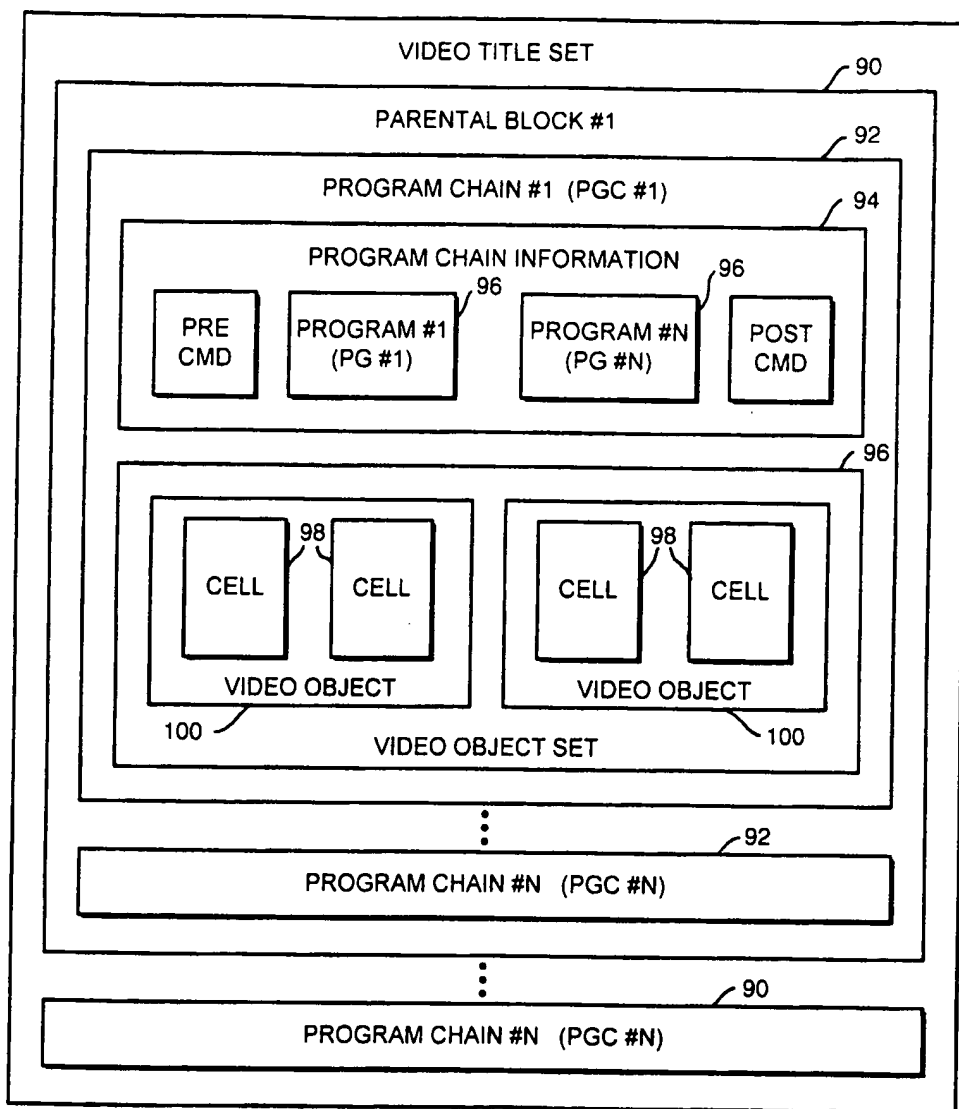 VIDEO TITLE SET
90
PARENTAL BLOCK #1
92
PROGRAM CHAIN #1 (PGC #1)
94
PROGRAM CHAIN INFORMATION
96
96
PRE
CMD
PROGRAM #1
(PG #1)
PROGRAM #N
(PG #N)
POST
CMD
96
CELL
98
CELL
CELL
98
CELL
VIDEO OBJECT
VIDEO OBJECT
100
100
VIDEO OBJECT SET
92
PROGRAM CHAIN #N (PGC #N)
90
PROGRAM CHAIN #N (PGC #N)